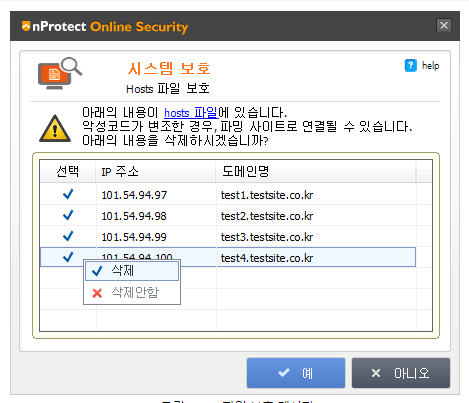 nProtect Online Security
시스템 보호
Hosts 파일 보호
help
아래의 내용이 hosts 파일에 있습니다.
악성코드가 변조한 경우, 파밍 사이트로 연결될 수 있습니다.
아래의 내용을 삭제하시겠습니까?
선택 IP 주소 도메인명
101.54.94.97 test1.testsite.co.kr
101.54.94.98 test2.testsite.co.kr
101.54.94.99 test3.testsite.co.kr
101.54.94.100 test4.testsite.co.kr
삭제
삭제안함
예 아니오